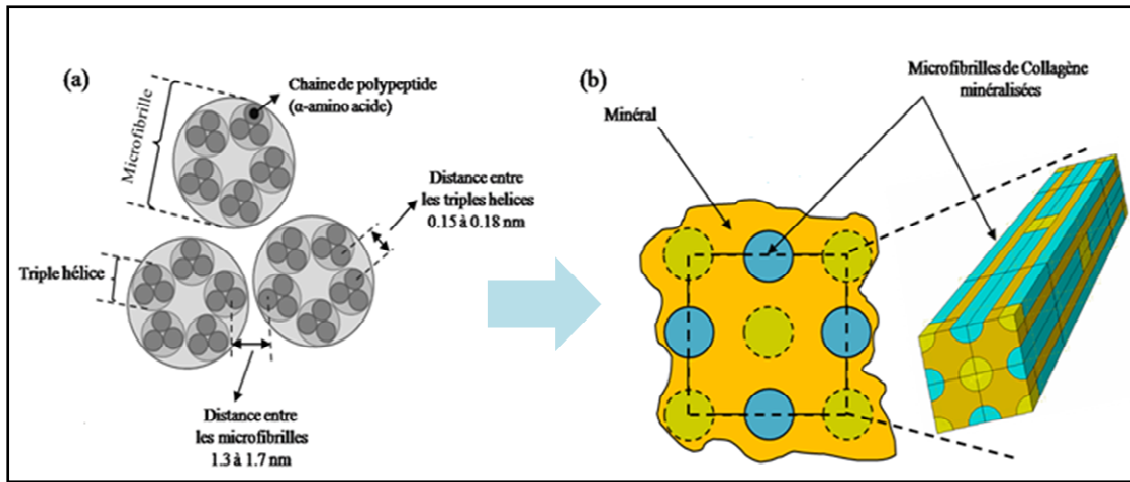 (a)
Chaine de polypeptide
(α-amino acide)
Microfibrille
Distance entre
les triples helices
0.15 à 0.18 nm
Triple hélice
Distance entre
les microfibrilles
1.3 à 1.7 nm
(b)
Microfibrilles de Collagène
minéralisées
Minéral